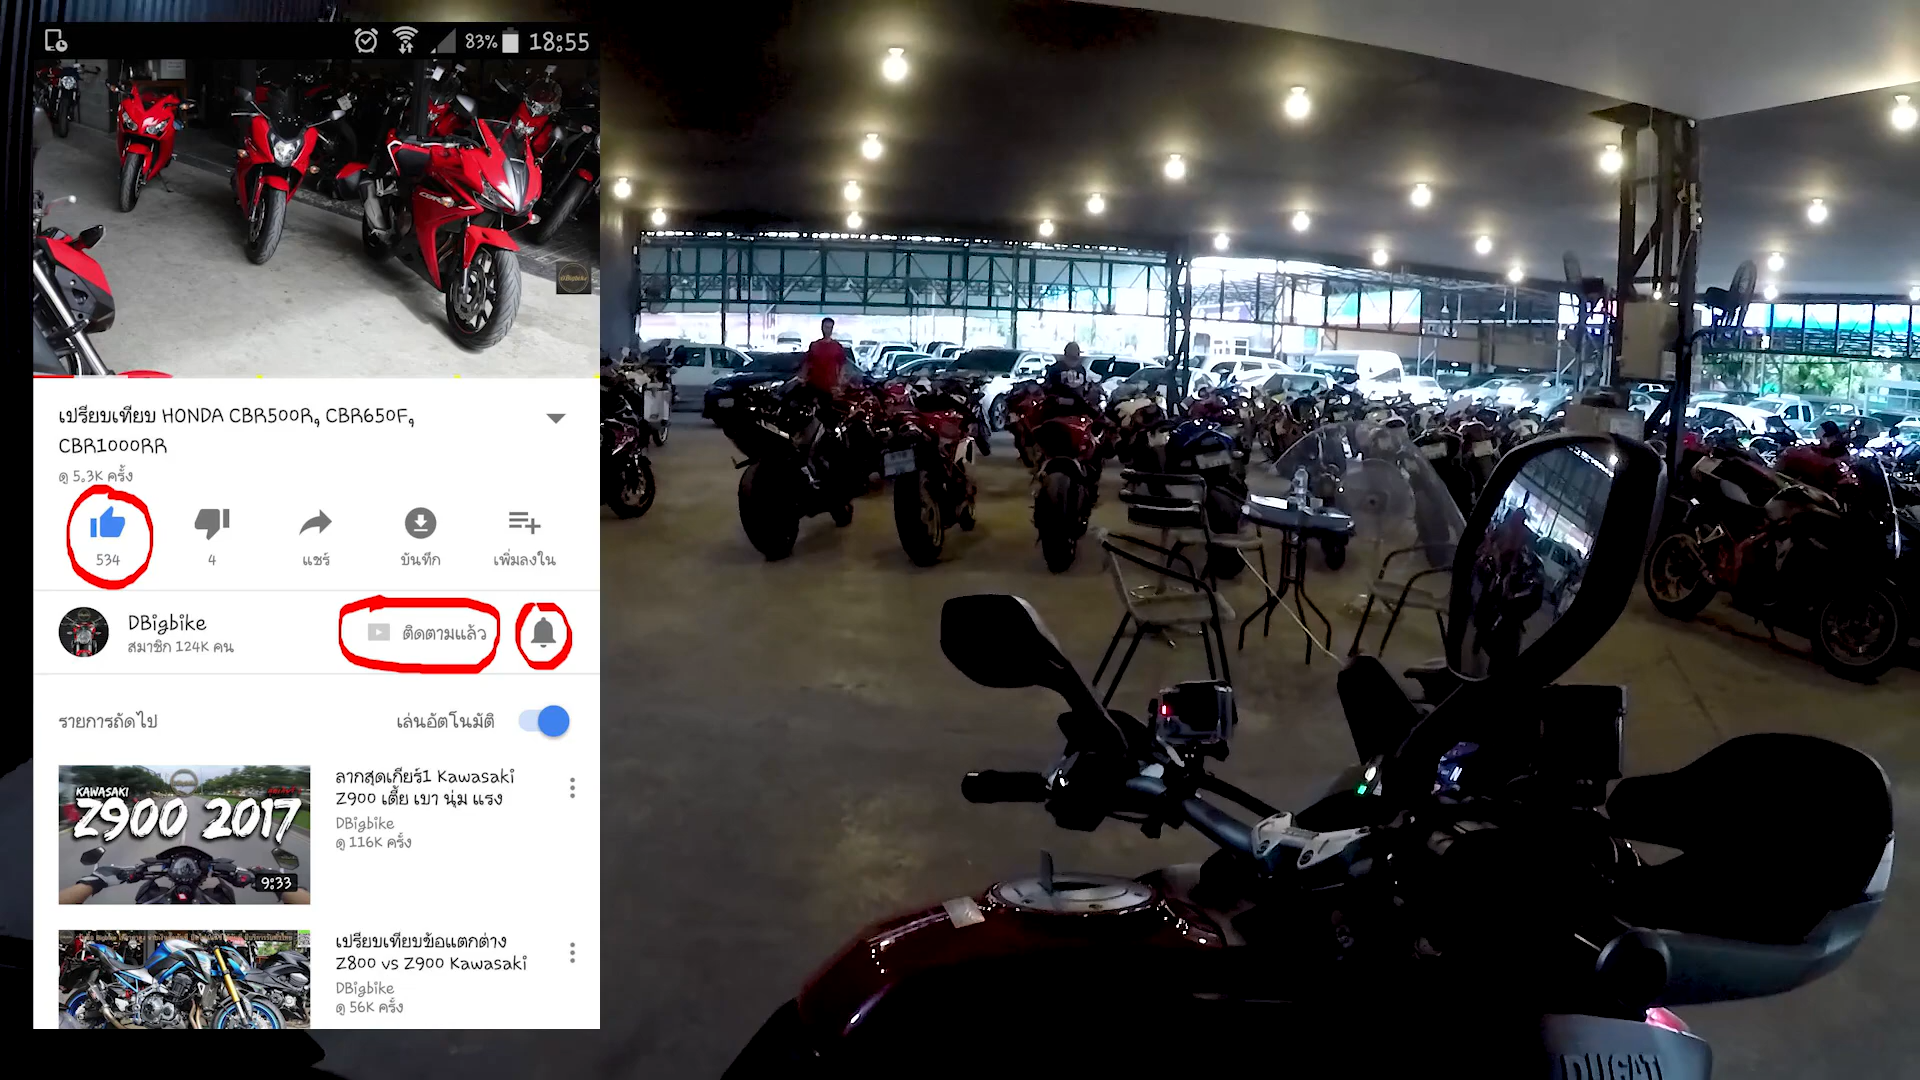 83% 18:55
DBigbike
เปรียบเทียบ HONDA CBR500R, CBR650F,
CBR1000RR
ดู 5.3K ครั้ง
534
4
แชร์
บันทึก
เพิ่มลงใน
DBigbike
สมาชิก 124K คน
ติดตามแล้ว
รายการถัดไป
เล่นอัตโนมัติ
KAWASAKI
Z900 2017
9:33
ลากสุดเกียร์1 Kawasaki
Z900 เตี้ย เบา นุ่ม แรง
DBigbike
ดู 116K ครั้ง
เปรียบเทียบข้อแตกต่าง
Z800 vs Z900 Kawasaki
DBigbike
ดู 56K ครั้ง
DUCATI